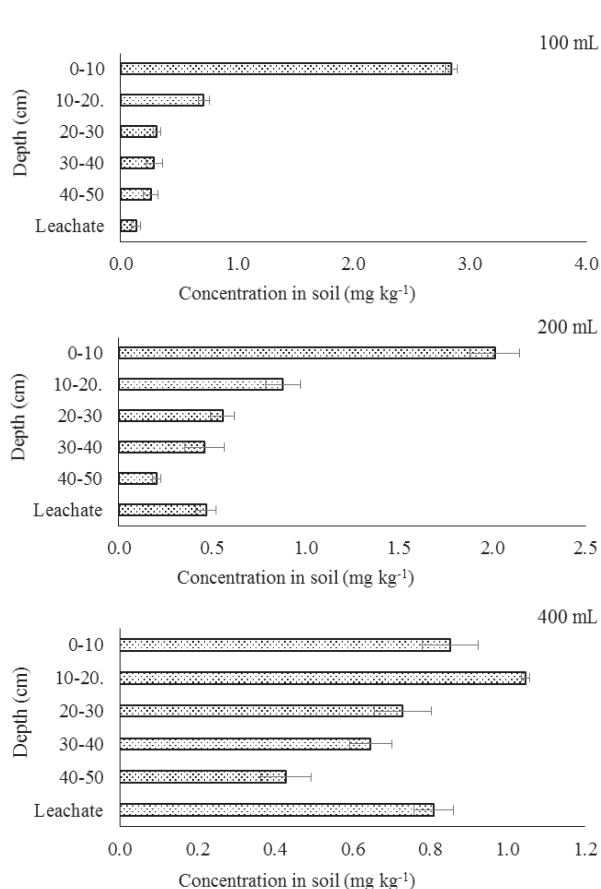 100 mL
0-10
10-20.
20-30
30-40
40-50
Leachate
Depth (cm)
0.0 1.0 2.0 3.0 4.0
Concentration in soil (mg kg⁻¹)
200 mL
0-10
10-20.
20-30
30-40
40-50
Leachate
Depth (cm)
0.0 0.5 1.0 1.5 2.0 2.5
Concentration in soil (mg kg⁻¹)
400 mL
0-10
10-20.
20-30
30-40
40-50
Leachate
Depth (cm)
0.0 0.2 0.4 0.6 0.8 1.0 1.2
Concentration in soil (mg kg⁻¹)